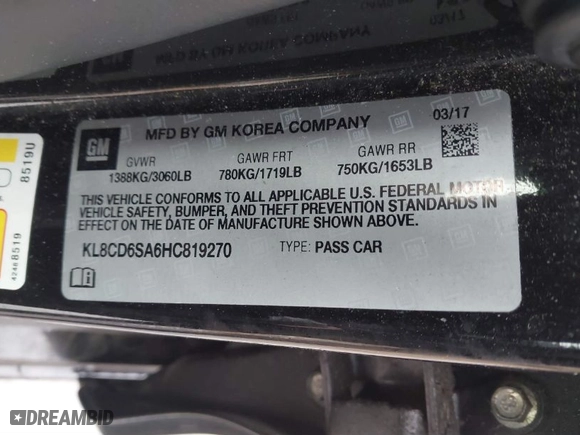 GM
MFD BY GM KOREA COMPANY
03/17
GVWR
GAWR FRT
GAWR RR
1388KG/3060LB
780KG/1719LB
750KG/1653LB
THIS VEHICLE CONFORMS TO ALL APPLICABLE U.S. FEDERAL MOTOR
VEHICLE SAFETY, BUMPER, AND THEFT PREVENTION STANDARDS IN
EFFECT ON THE DATE OF MANUFACTURE SHOWN ABOVE.
KL8CD6SA6HC819270
TYPE: PASS CAR
8519U
42468519
DREAMBID